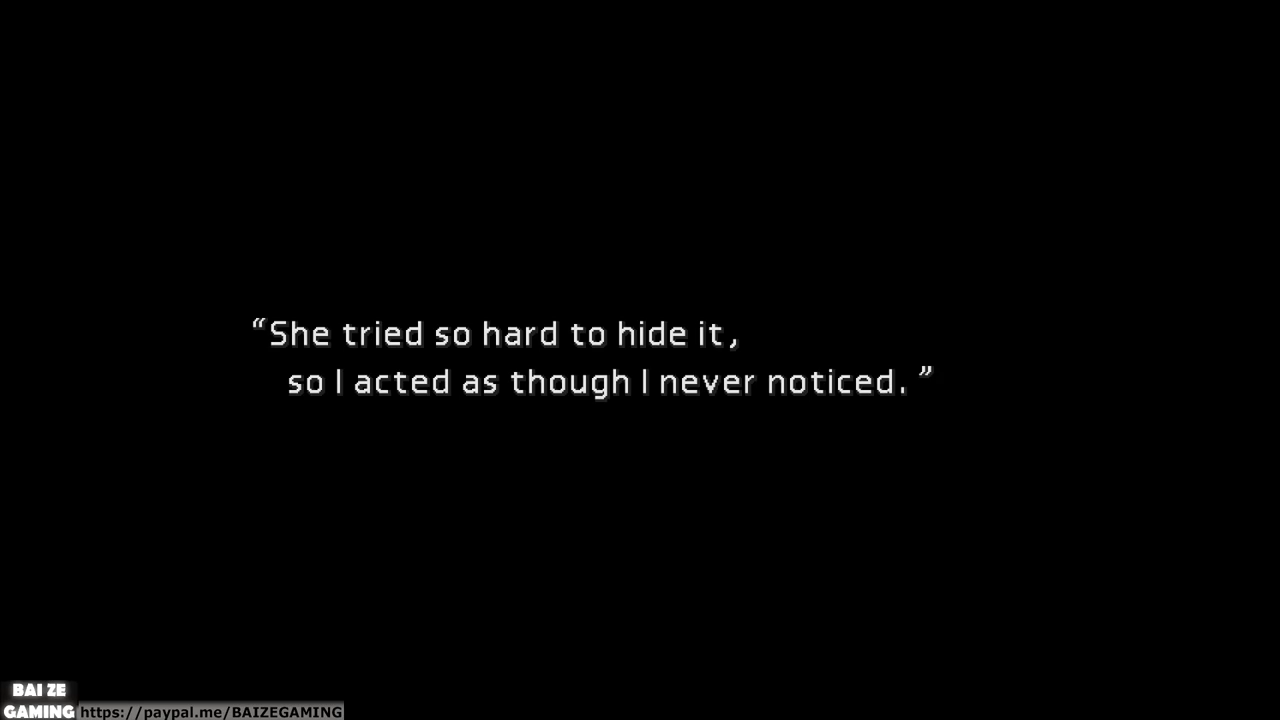 “She tried so hard to hide it,
so I acted as though I never noticed. ”
BAI ZE
GAMING https://paypal.me/BAIZEGAMING